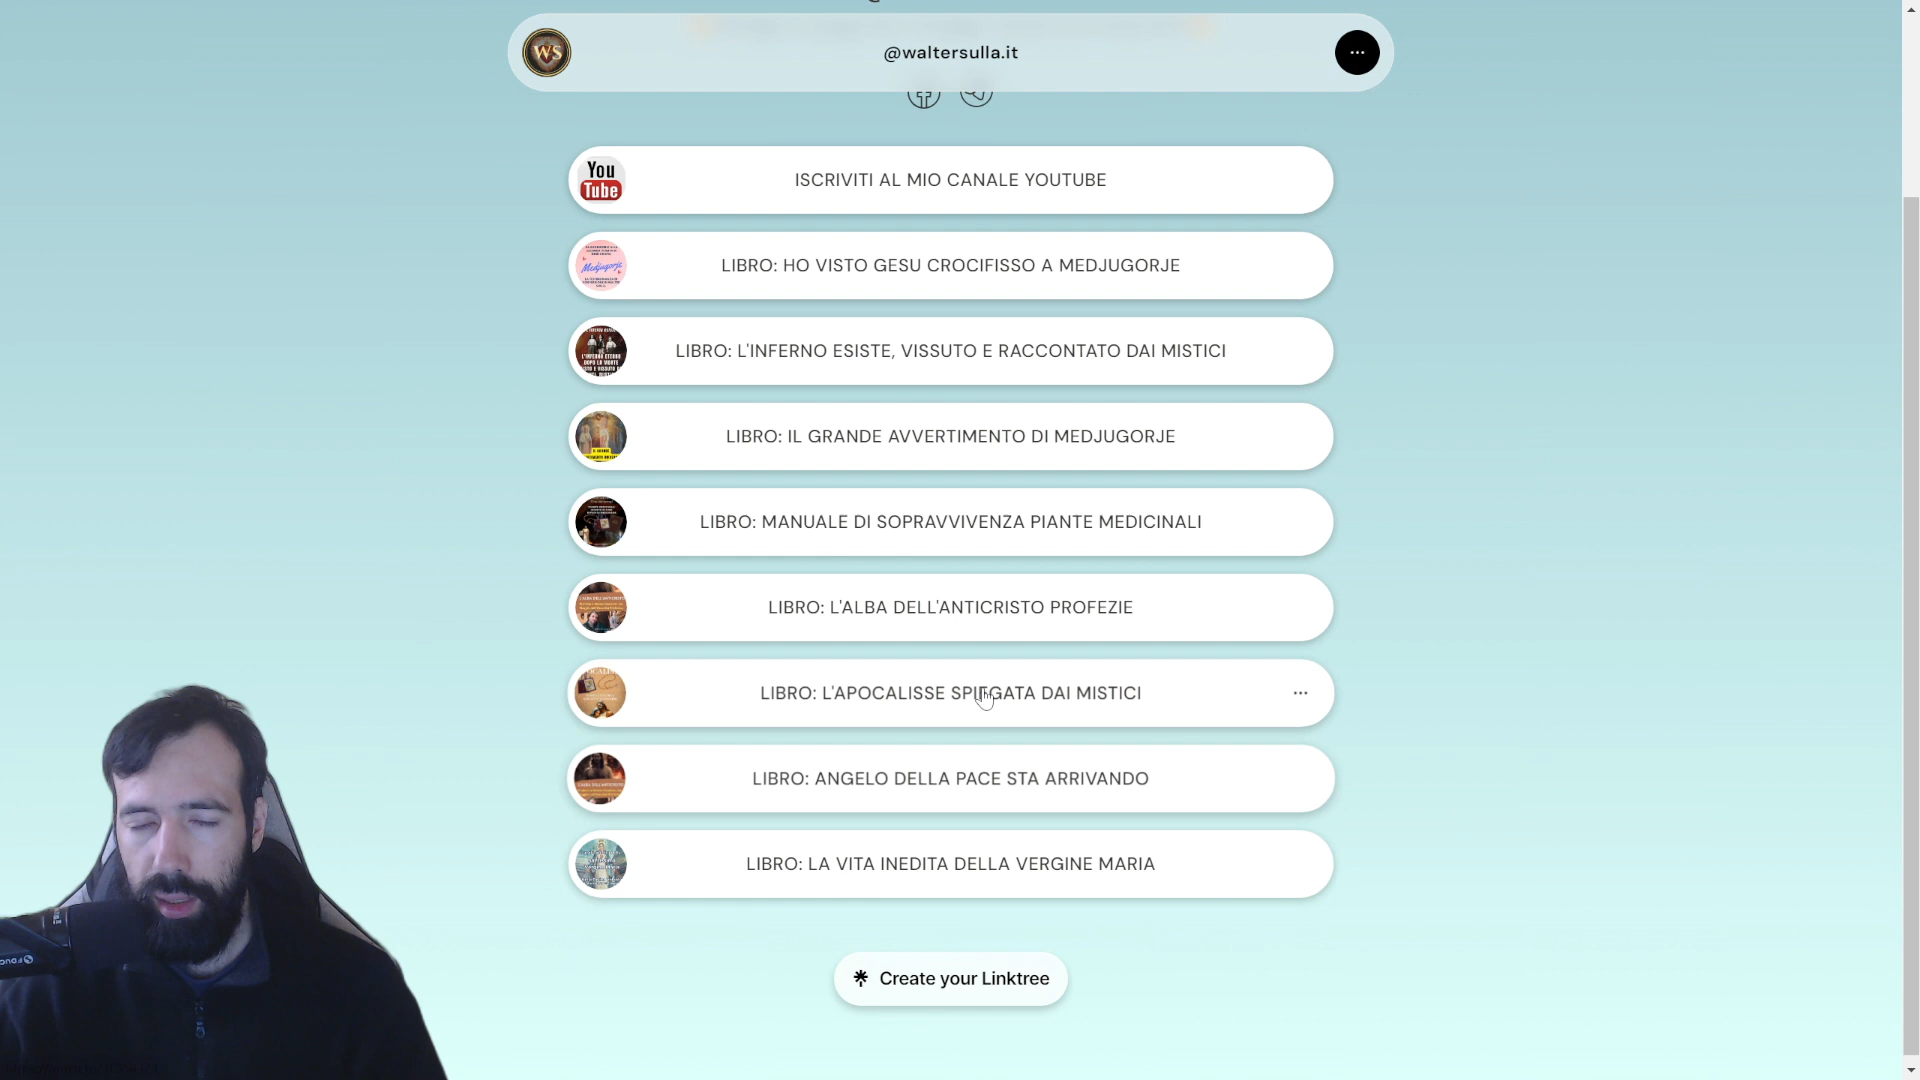 @waltersulla.it
WS
You
Tube
ISCRIVITI AL MIO CANALE YOUTUBE
Medjugorje
LIBRO: HO VISTO GESU CROCIFISSO A MEDJUGORJE
LIBRO: L'INFERNO ESISTE, VISSUTO E RACCONTATO DAI MISTICI
LIBRO: IL GRANDE AVVERTIMENTO DI MEDJUGORJE
LIBRO: MANUALE DI SOPRAVVIVENZA PIANTE MEDICINALI
LIBRO: L'ALBA DELL'ANTICRISTO PROFEZIE
LIBRO: L'APOCALISSE SPIEGATA DAI MISTICI
LIBRO: ANGELO DELLA PACE STA ARRIVANDO
LIBRO: LA VITA INEDITA DELLA VERGINE MARIA
Create your Linktree